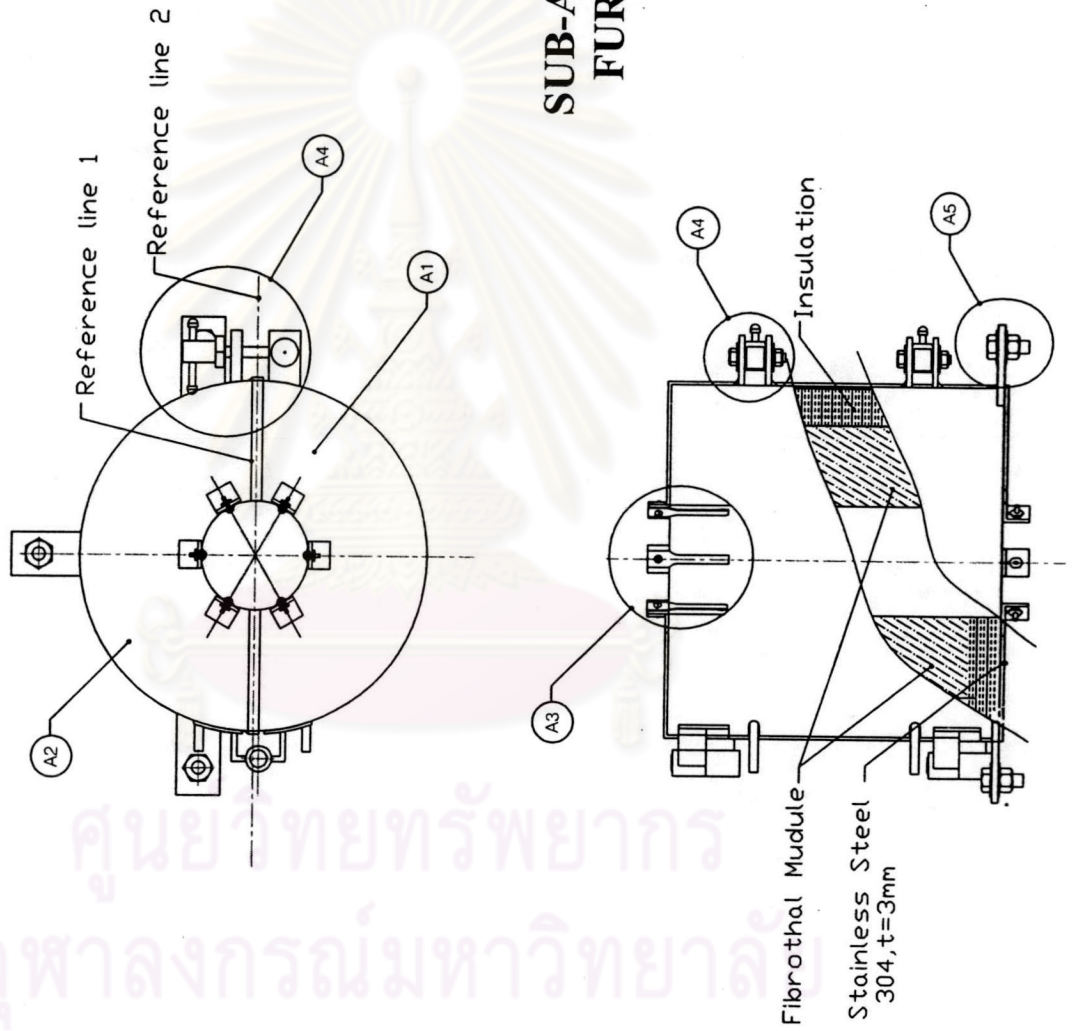 Reference line 2
Reference line 1
A4
A1
A2
SUB-A
FUR
A4
Insulation
A5
A3
Fibrothal Mudule
Stainless Steel
304,t=3mm
ศูนย์วิทยทรัพยากร
ฬาลงกรณ์มหาวิทยาลัย